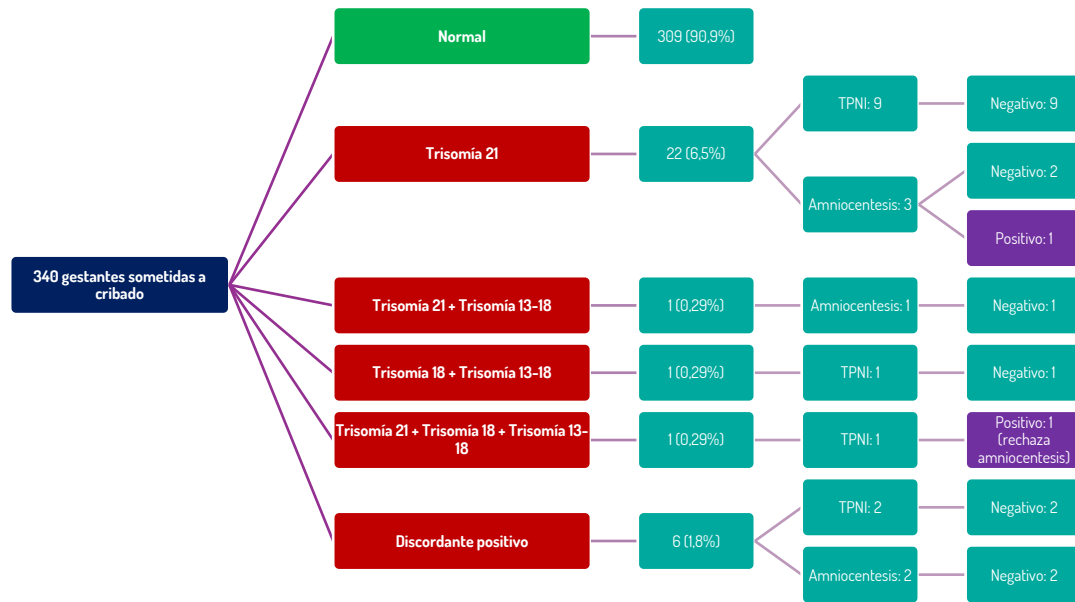 340 gestantes sometidas a
cribado
Normal
309 (90,9%)
Trisomía 21
22 (6,5%)
TPNI: 9
Negativo: 9
Amniocentesis: 3
Negativo: 2
Positivo: 1
Trisomía 21 + Trisomía 13-18
1 (0,29%)
Amniocentesis: 1
Negativo: 1
Trisomía 18 + Trisomía 13-18
1 (0,29%)
TPNI: 1
Negativo: 1
Trisomía 21 + Trisomía 18 + Trisomía 13-
18
1 (0,29%)
TPNI: 1
Positivo: 1
(rechaza
amniocentesis)
Discordante positivo
6 (1,8%)
TPNI: 2
Negativo: 2
Amniocentesis: 2
Negativo: 2